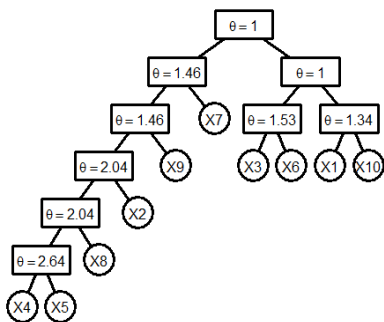 θ = 1
θ = 1.46
θ = 1
θ = 1.46
X7
θ = 1.53
θ = 1.34
θ = 2.04
X9
X3
X6
X1
X10
θ = 2.04
X2
θ = 2.64
X8
X4
X5